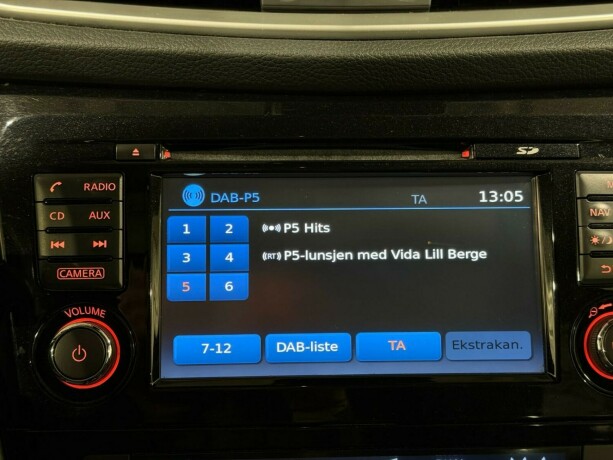 DAB-P5 TA 13:05
1 2 P5 Hits
3 4 (RT) P5-lunsjen med Vida Lill Berge
5 6
7-12 DAB-liste TA Ekstrakan.
RADIO
CD AUX
CAMERA
VOLUME
SD
NAV